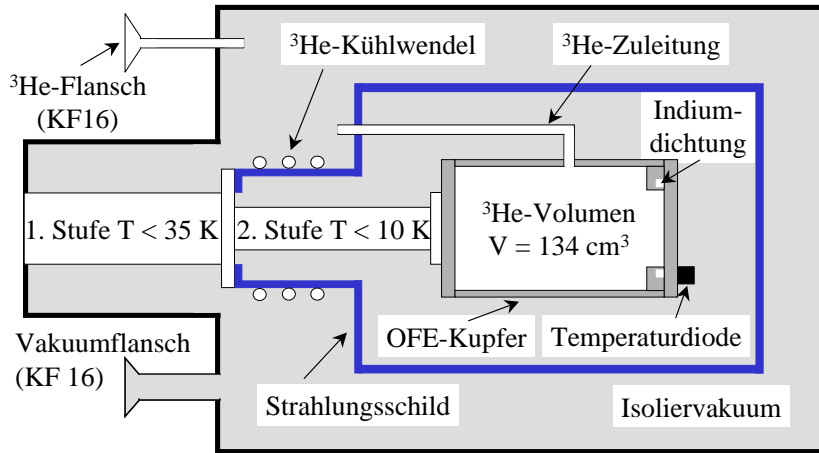 ³He-Flansch
(KF16)
³He-Kühlwendel
³He-Zuleitung
Indium-
dichtung
1. Stufe T < 35 K
2. Stufe T < 10 K
³He-Volumen
V = 134 cm³
OFE-Kupfer
Temperaturdiode
Vakuumflansch
(KF 16)
Strahlungsschild
Isoliervakuum